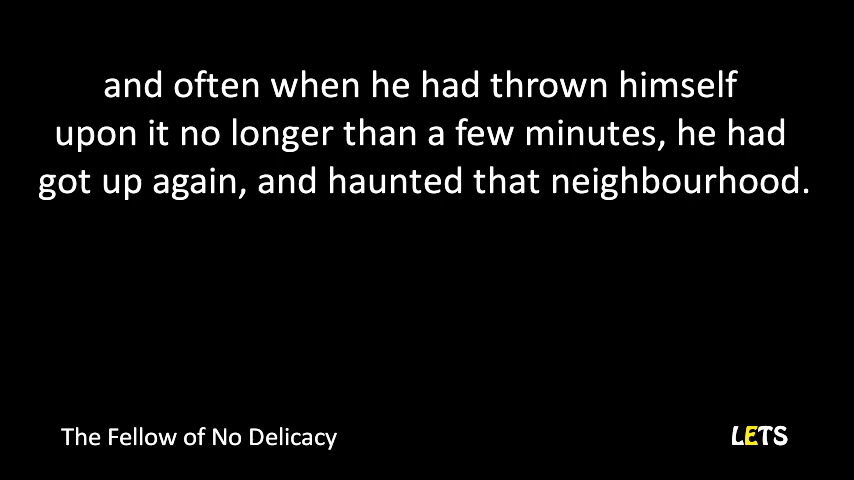 and often when he had thrown himself
upon it no longer than a few minutes, he had
got up again, and haunted that neighbourhood.
The Fellow of No Delicacy
LETS